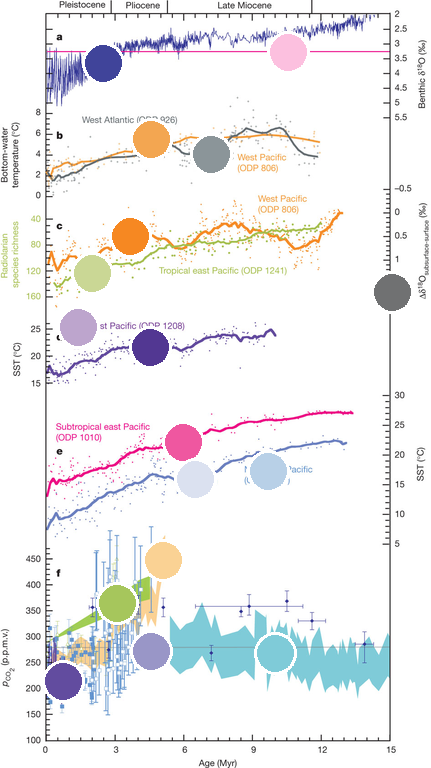 Pleistocene Pliocene Late Miocene
a
2
2.5
3
3.5
4
4.5
5
5.5
Benthic δ18O (‰)
b
West Atlantic (ODP 926)
West Pacific
(ODP 806)
8
6
4
2
0
Bottom-water
temperature (°C)
c
West Pacific
(ODP 806)
Tropical east Pacific (ODP 1241)
40
80
120
160
Radiolarian
species richness
–0.5
0
0.5
1
Δδ18Osubsurface-surface (‰)
st Pacific (ODP 1208)
25
20
15
SST (°C)
e
Subtropical east Pacific
(ODP 1010)
acific
30
25
20
15
10
5
SST (°C)
f
450
400
350
300
250
200
150
100
pCO2 (p.p.m.v.)
0 3 6 9 12 15
Age (Myr)